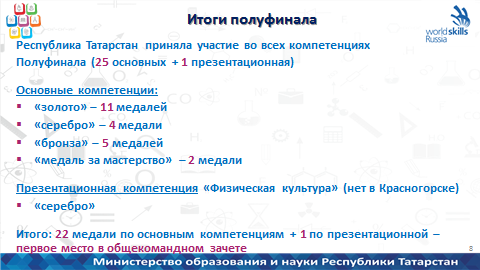 Итоги полуфинала
worldskills
Russia
Республика Татарстан приняла участие во всех компетенциях
Полуфинала (25 основных + 1 презентационная)
Основные компетенции:
▪ «золото» – 11 медалей
▪ «серебро» – 4 медали
▪ «бронза» – 5 медалей
▪ «медаль за мастерство» – 2 медали
Презентационная компетенция «Физическая культура» (нет в Красногорске)
▪ «серебро»
Итого: 22 медали по основным компетенциям + 1 по презентационной –
первое место в общекомандном зачете
8
Министерство образования и науки Республики Татарстан